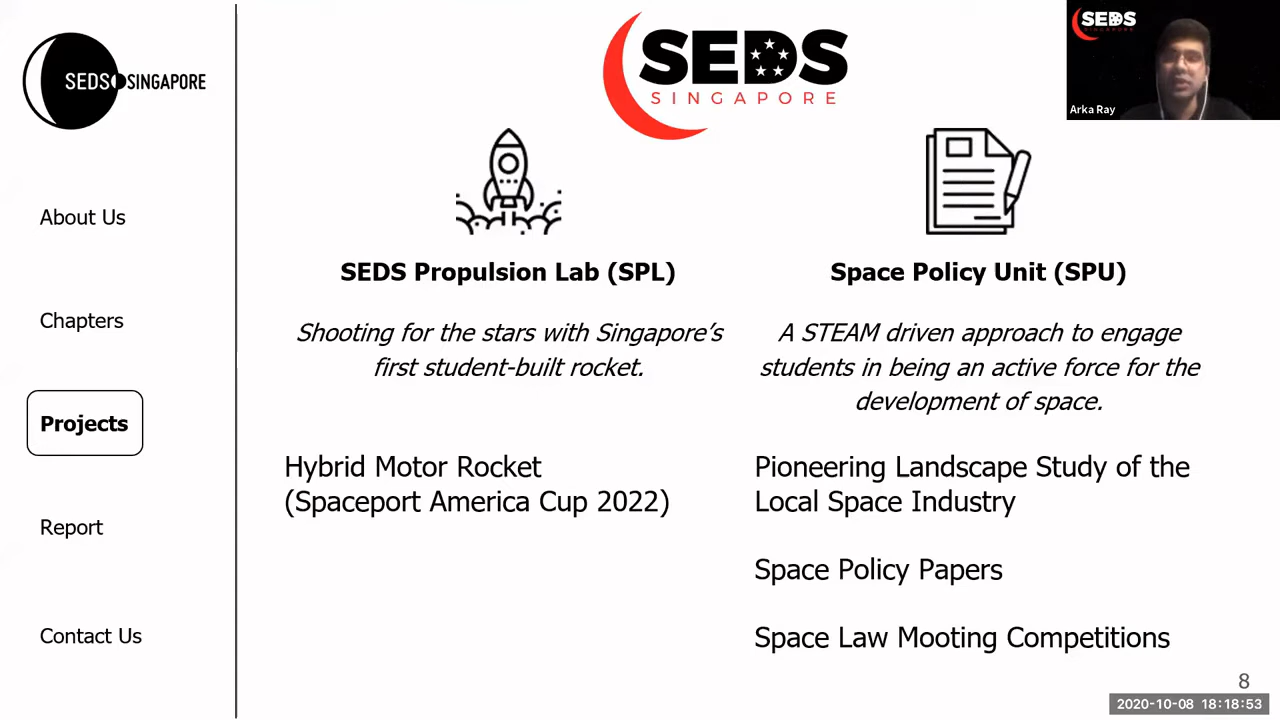 SEDS SINGAPORE
About Us
Chapters
Projects
Report
Contact Us
SEDS
SINGAPORE
SEDS Propulsion Lab (SPL)
Shooting for the stars with Singapore's
first student-built rocket.
Hybrid Motor Rocket
(Spaceport America Cup 2022)
Space Policy Unit (SPU)
A STEAM driven approach to engage
students in being an active force for the
development of space.
Pioneering Landscape Study of the
Local Space Industry
Space Policy Papers
Space Law Mooting Competitions
SEDS
SINGAPORE
Arka Ray
8
2020-10-08 18:18:53